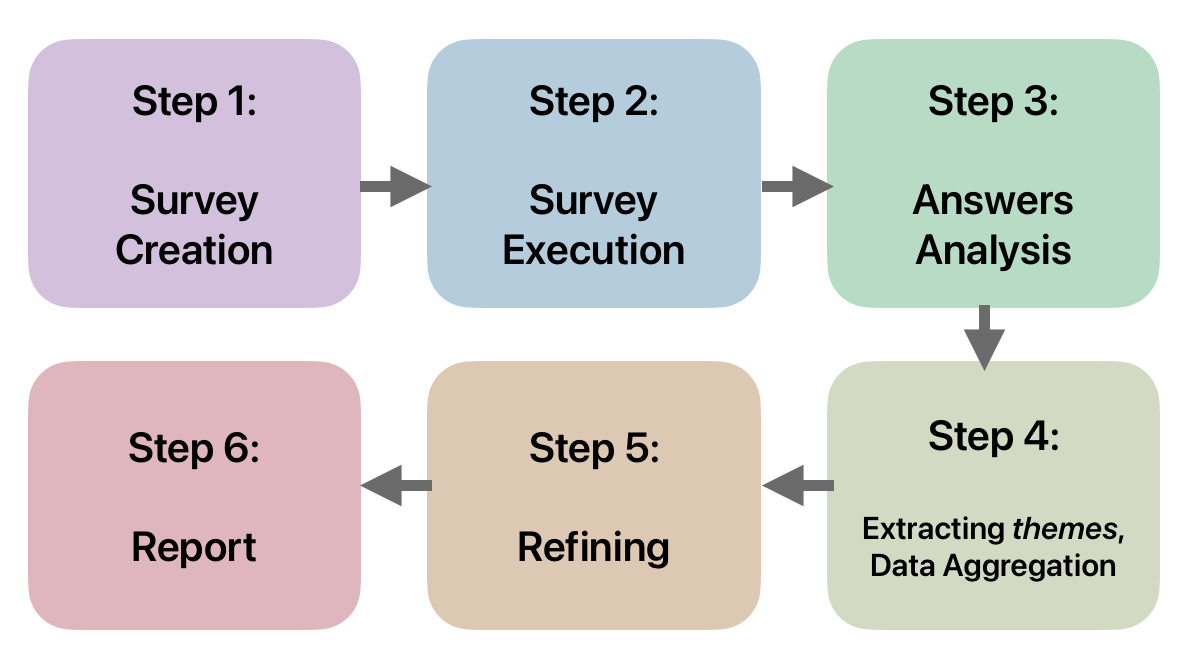 Step 1:
Survey
Creation
Step 2:
Survey
Execution
Step 3:
Answers
Analysis
Step 4:
Extracting themes,
Data Aggregation
Step 5:
Refining
Step 6:
Report